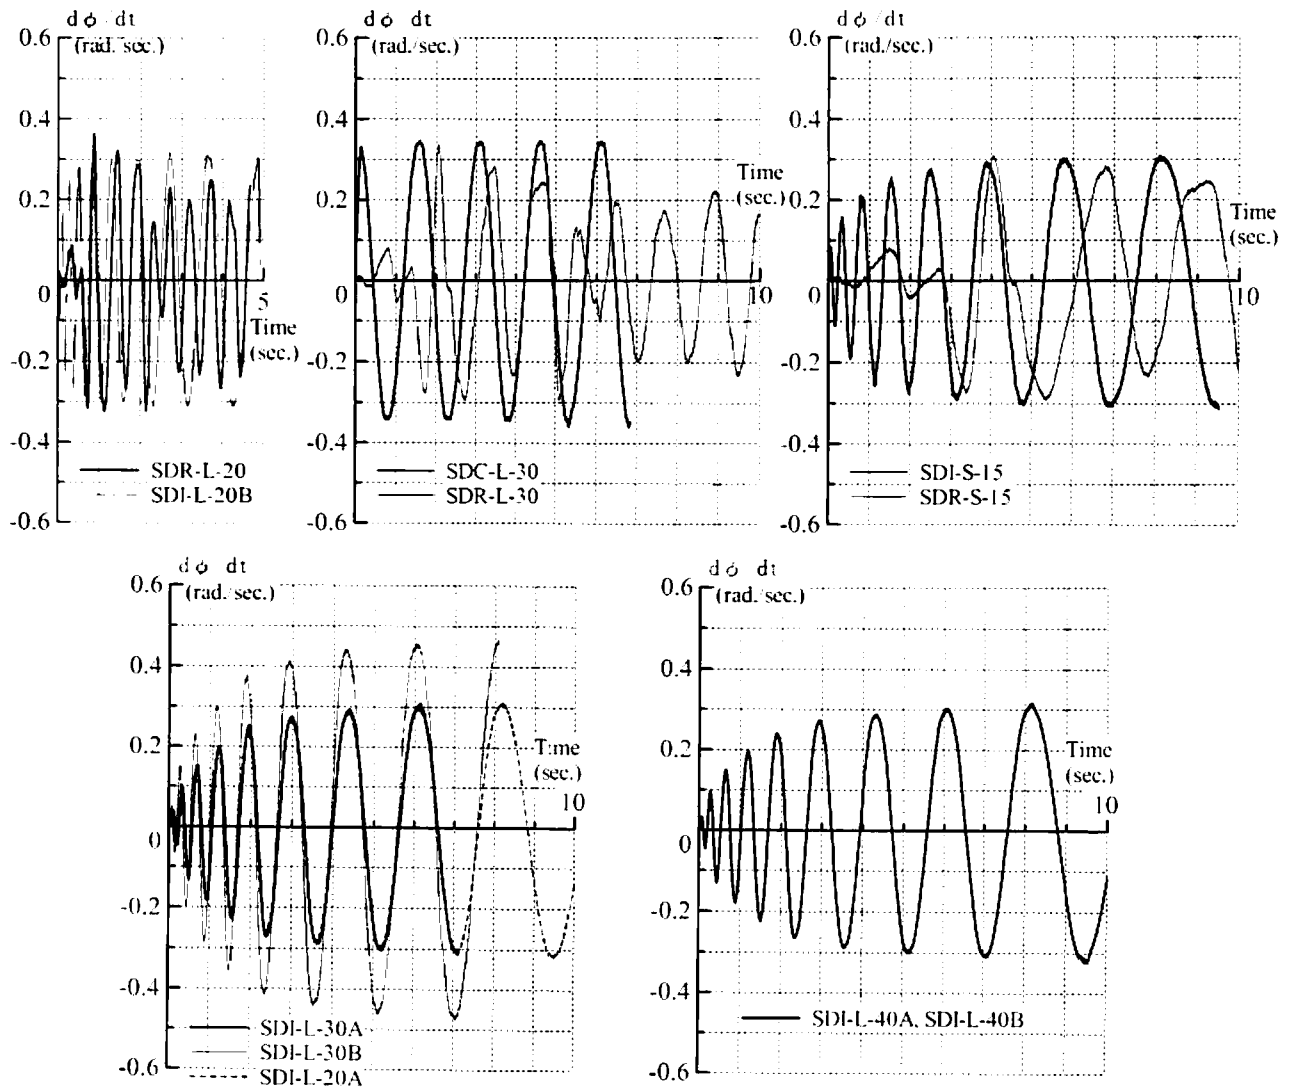 dϕ/dt
(rad./sec.)
0.6
0.4
0.2
0
-0.2
-0.4
-0.6
5
Time
(sec.)
SDR-L-20
SDI-L-20B
dϕ dt
(rad./sec.)
0.6
0.4
0.2
0
-0.2
-0.4
-0.6
Time
(sec.)
10
SDC-L-30
SDR-L-30
dϕ/dt
(rad./sec.)
0.6
0.4
0.2
0
-0.2
-0.4
-0.6
Time
(sec.)
10
SDI-S-15
SDR-S-15
dϕ dt
(rad./sec.)
0.6
0.4
0.2
0
-0.2
-0.4
-0.6
Time
(sec.)
10
SDI-L-30A
SDI-L-30B
SDI-L-20A
dϕ dt
(rad./sec.)
0.6
0.4
0.2
0
-0.2
-0.4
-0.6
Time
(sec.)
10
SDI-L-40A, SDI-L-40B